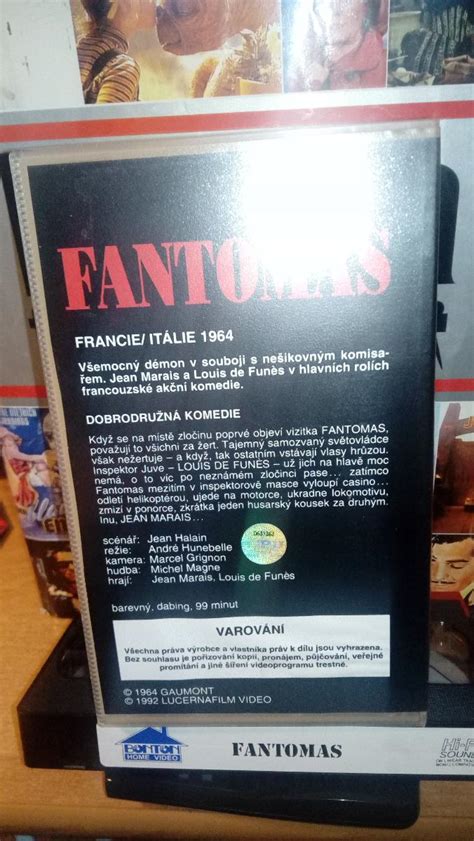 FANTOMAS
FRANCIE/ ITÁLIE 1964
Všemocný démon v souboji s nešikovným komisa-
řem. Jean Marais a Louis de Funès v hlavních rolích
francouzské akční komedie.
DOBRODRUŽNÁ KOMEDIE
Když se na místě zločinu poprvé objeví vizitka FANTOMAS,
považují to všichni za žert. Tajemný samozvaný světovládce
však nežertuje – a když, tak ostatním vstávají vlasy hrůzou.
Inspektor Juve – LOUIS DE FUNÈS – už jich na hlavě moc
nemá, o to víc po neznámém zločinci pase... zatímco
Fantomas mezitím v inspektorově masce vyloupí casino...
odletí helikoptérou, ujede na motorce, ukradne lokomotivu,
zmizí v ponorce, zkrátka jeden husarský kousek za druhým.
Inu, JEAN MARAIS...
scénář: Jean Halain
režie: André Hunebelle
kamera: Marcel Grignon
hudba: Michel Magne
hrají: Jean Marais, Louis de Funès
barevný, dabing, 99 minut
VAROVÁNÍ
Všechna práva výrobce a vlastníka práv k dílu jsou vyhrazena.
Bez souhlasu je pořizování kopií, pronájem, půjčování, veřejné
promítání a jiné šíření videoprogramu trestné.
© 1964 GAUMONT
© 1992 LUCERNAFILM VIDEO
BONTON
HOME VIDEO
FANTOMAS
Hi-F
SOUN